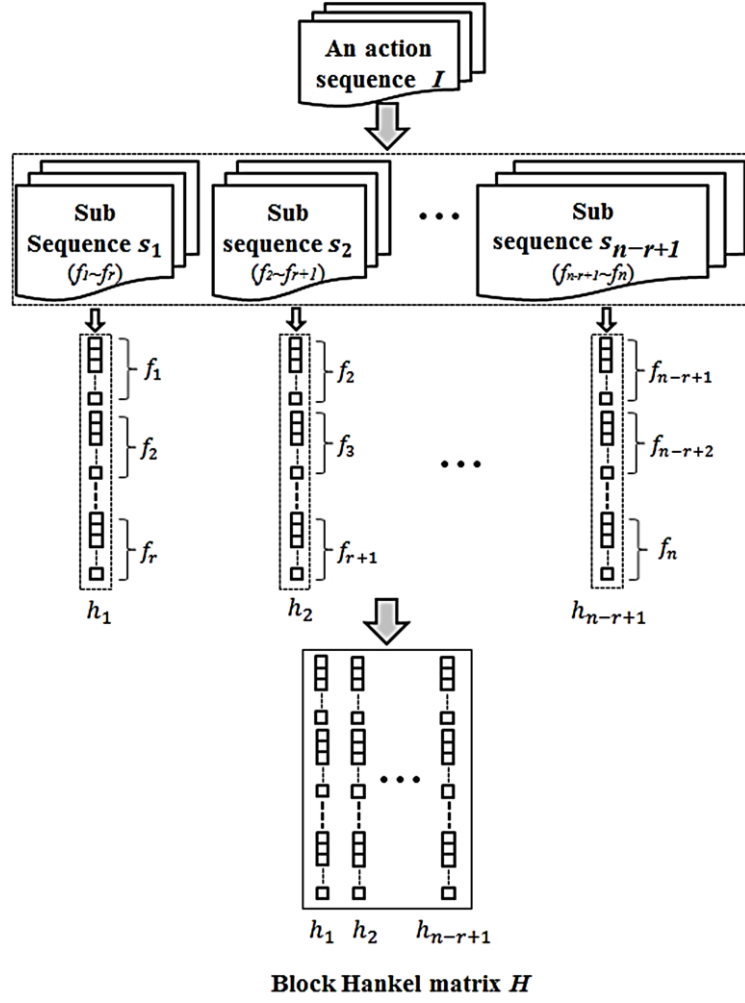 An action
sequence I
Sub
Sequence s₁
(f₁~fᵣ)
Sub
sequence s₂
(f₂~fᵣ₊₁)
• • •
Sub
sequence sₙ₋ᵣ₊₁
(fₙ₋ᵣ₊₁~fₙ)
f₁
f₂
fᵣ
h₁
f₂
f₃
fᵣ₊₁
h₂
• • •
fₙ₋ᵣ₊₁
fₙ₋ᵣ₊₂
fₙ
hₙ₋ᵣ₊₁
• • •
h₁ h₂ hₙ₋ᵣ₊₁
Block Hankel matrix H